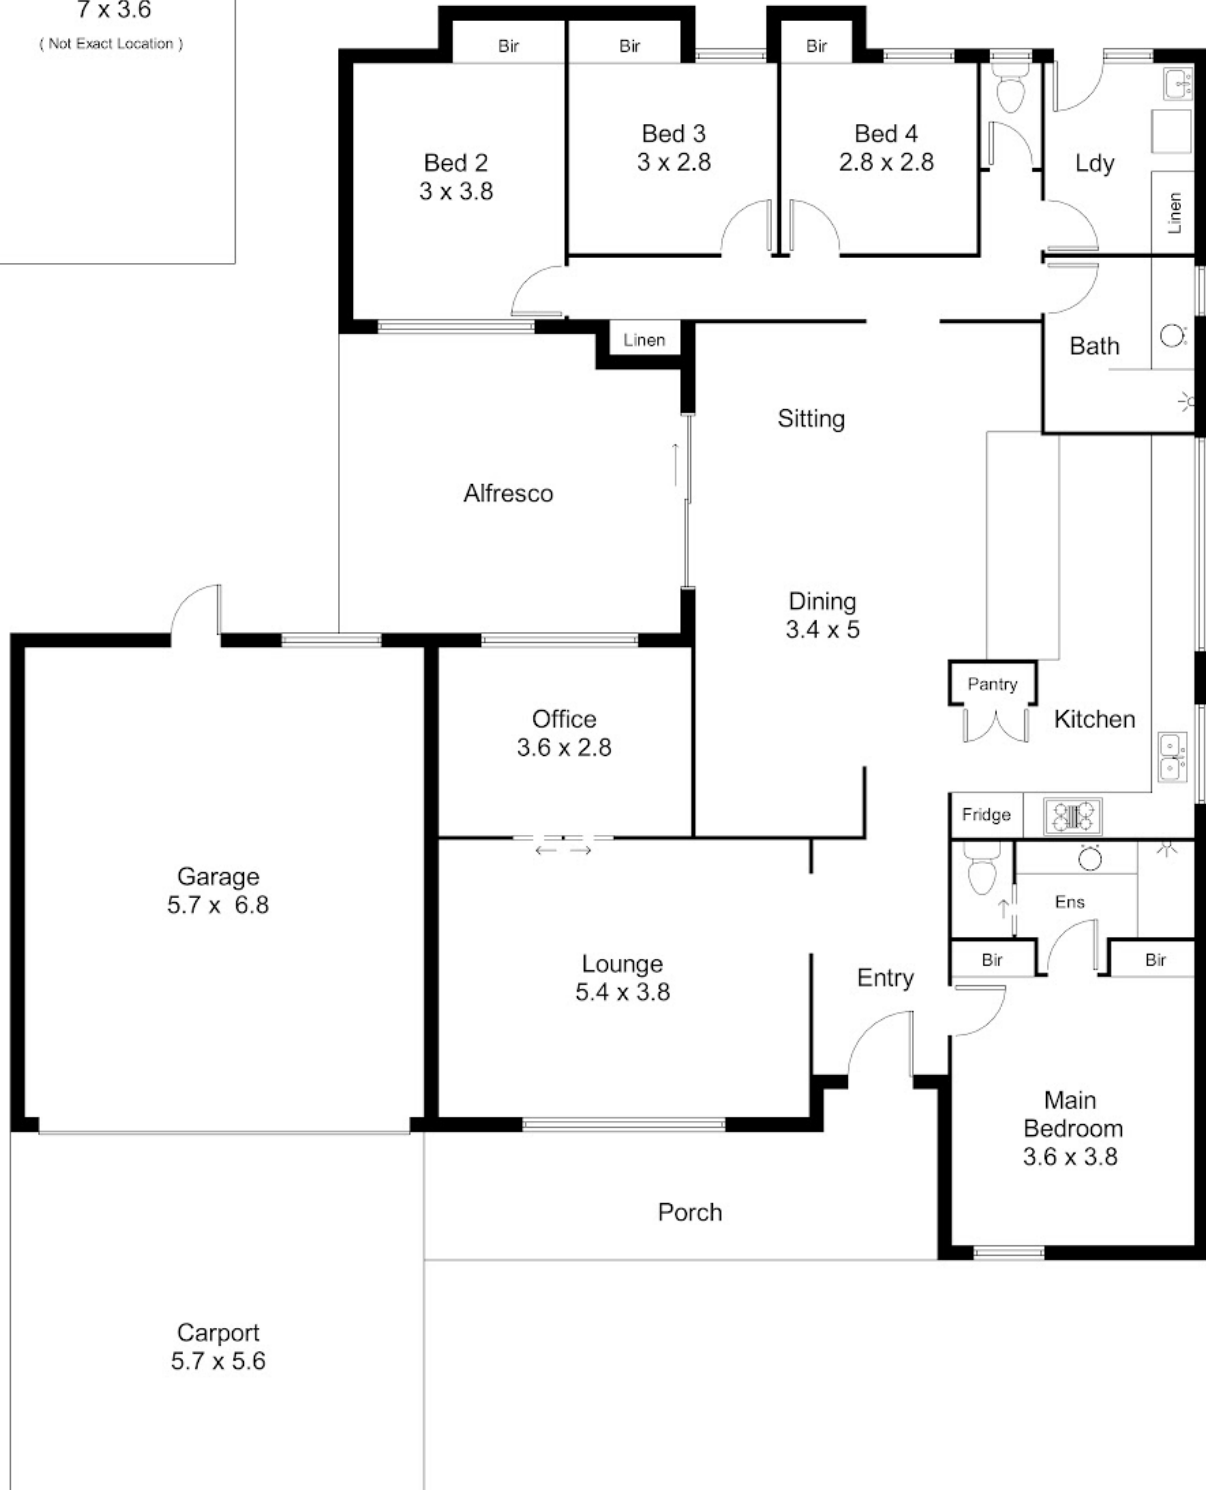 7 x 3.6
( Not Exact Location )
Bir
Bir
Bir
Bed 2
3 x 3.8
Bed 3
3 x 2.8
Bed 4
2.8 x 2.8
Ldy
Linen
Linen
Bath
Sitting
Alfresco
Dining
3.4 x 5
Pantry
Kitchen
Office
3.6 x 2.8
Fridge
Garage
5.7 x  6.8
Ens
Lounge
5.4 x 3.8
Entry
Bir
Bir
Main
Bedroom
3.6 x 3.8
Porch
Carport
5.7 x 5.6